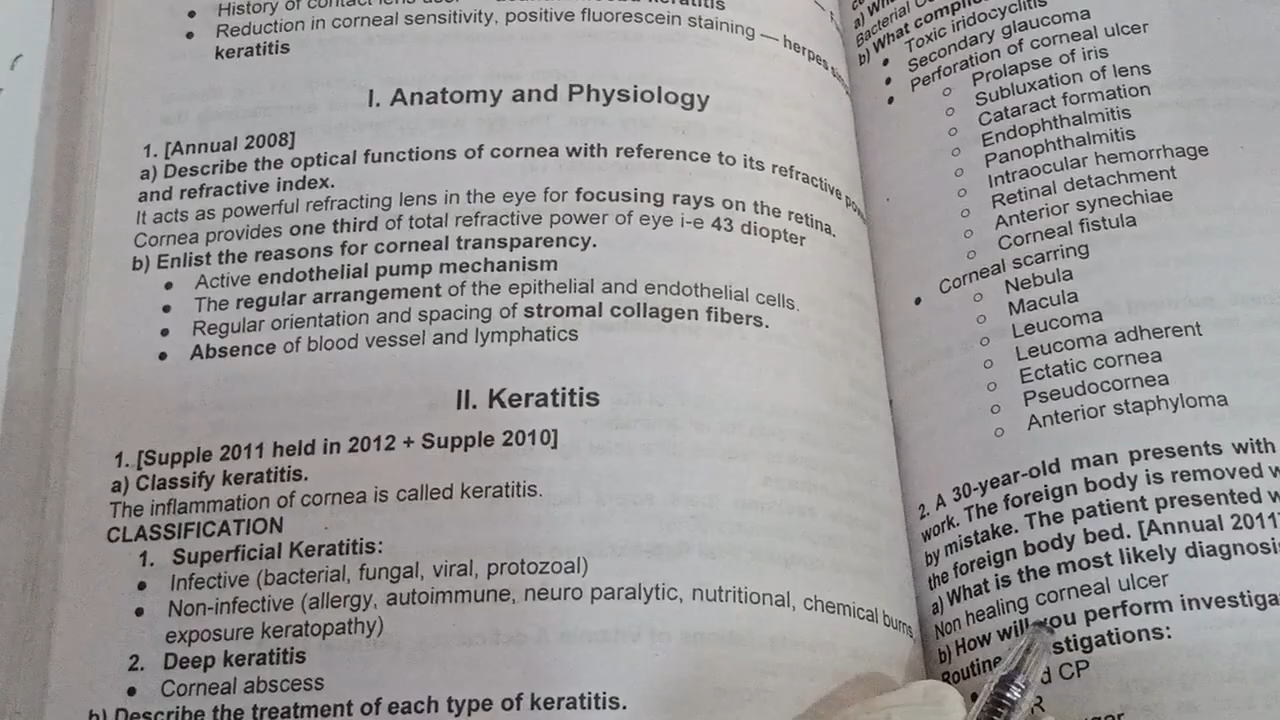 History of contact lens use,
Reduction in corneal sensitivity, positive fluorescein staining — herpes
keratitis
I. Anatomy and Physiology
1. [Annual 2008]
a) Describe the optical functions of cornea with reference to its refractive
and refractive index.
It acts as powerful refracting lens in the eye for focusing rays on the retina.
Cornea provides one third of total refractive power of eye i-e 43 diopter
b) Enlist the reasons for corneal transparency.
• Active endothelial pump mechanism
• The regular arrangement of the epithelial and endothelial cells.
• Regular orientation and spacing of stromal collagen fibers.
• Absence of blood vessel and lymphatics
II. Keratitis
1. [Supple 2011 held in 2012 + Supple 2010]
a) Classify keratitis.
The inflammation of cornea is called keratitis.
CLASSIFICATION
1. Superficial Keratitis:
• Infective (bacterial, fungal, viral, protozoal)
• Non-infective (allergy, autoimmune, neuro paralytic, nutritional, chemical burns,
exposure keratopathy)
2. Deep keratitis
• Corneal abscess
b) Describe the treatment of each type of keratitis.
Bacterial
b) What
• Toxic iridocyclitis
• Secondary glaucoma
• Perforation of corneal ulcer
○ Prolapse of iris
○ Subluxation of lens
○ Cataract formation
○ Endophthalmitis
○ Panophthalmitis
○ Intraocular hemorrhage
○ Retinal detachment
○ Anterior synechiae
○ Corneal fistula
• Corneal scarring
○ Nebula
○ Macula
○ Leucoma
○ Leucoma adherent
○ Ectatic cornea
○ Pseudocornea
○ Anterior staphyloma
2. A 30-year-old man presents with
work. The foreign body is removed
by mistake. The patient presented
the foreign body bed. [Annual 2011
a) What is the most likely
Non healing corneal ulcer
b) How will you perform
Routine
CP